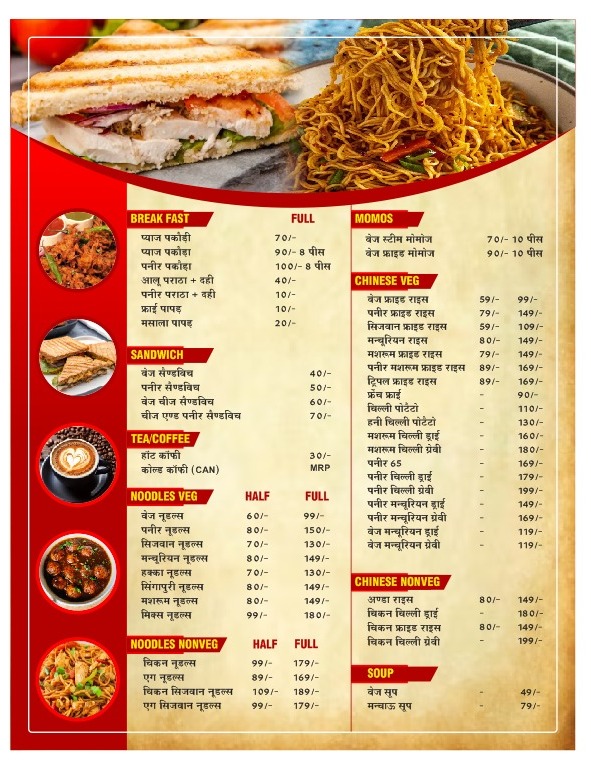 BREAK FAST FULL
प्याज पकौड़ी 70/-
प्याज पकौड़ा 90/- 8 पीस
पनीर पकौड़ा 100/- 8 पीस
आलू पराठा + दही 40/-
पनीर पराठा + दही 10/-
फ्राई पापड़ 10/-
मसाला पापड़ 20/-
SANDWICH
वेज सैण्डविच 40/-
पनीर सैण्डविच 50/-
वेज चीज सैण्डविच 60/-
चीज एण्ड पनीर सैण्डविच 70/-
TEA/COFFEE
हॉट कॉफी 30/-
कोल्ड कॉफी (CAN) MRP
NOODLES VEG HALF FULL
वेज नूडल्स 60/- 99/-
पनीर नूडल्स 80/- 150/-
सिजवान नूडल्स 70/- 130/-
मन्चूरियन नूडल्स 80/- 149/-
हक्का नूडल्स 70/- 130/-
सिंगापुरी नूडल्स 80/- 149/-
मशरूम नूडल्स 80/- 149/-
मिक्स नूडल्स 99/- 180/-
NOODLES NONVEG HALF FULL
चिकन नूडल्स 99/- 179/-
एग नूडल्स 89/- 169/-
चिकन सिजवान नूडल्स 109/- 189/-
एग सिजवान नूडल्स 99/- 179/-
MOMOS
वेज स्टीम मोमोज 70/- 10 पीस
वेज फ्राइड मोमोज 90/- 10 पीस
CHINESE VEG
वेज फ्राइड राइस 59/- 99/-
पनीर फ्राइड राइस 79/- 149/-
सिजवान फ्राइड राइस 59/- 109/-
मन्चूरियन राइस 80/- 149/-
मशरूम फ्राइड राइस 79/- 149/-
पनीर मशरूम फ्राइड राइस 89/- 169/-
ट्रिपल फ्राइड राइस 89/- 169/-
फ्रेंच फ्राई - 90/-
चिल्ली पोटैटो - 110/-
हनी चिल्ली पोटैटो - 130/-
मशरूम चिल्ली ड्राई - 160/-
मशरूम चिल्ली ग्रेवी - 180/-
पनीर 65 - 169/-
पनीर चिल्ली ड्राई - 179/-
पनीर चिल्ली ग्रेवी - 199/-
पनीर मन्चूरियन ड्राई - 149/-
पनीर मन्चूरियन ग्रेवी - 169/-
वेज मन्चूरियन ड्राई - 119/-
वेज मन्चूरियन ग्रेवी - 119/-
CHINESE NONVEG
अण्डा राइस 80/- 149/-
चिकन चिल्ली ड्राई - 180/-
चिकन फ्राइड राइस 80/- 149/-
चिकन चिल्ली ग्रेवी - 199/-
SOUP
वेज सूप - 49/-
मन्चाऊ सूप - 79/-